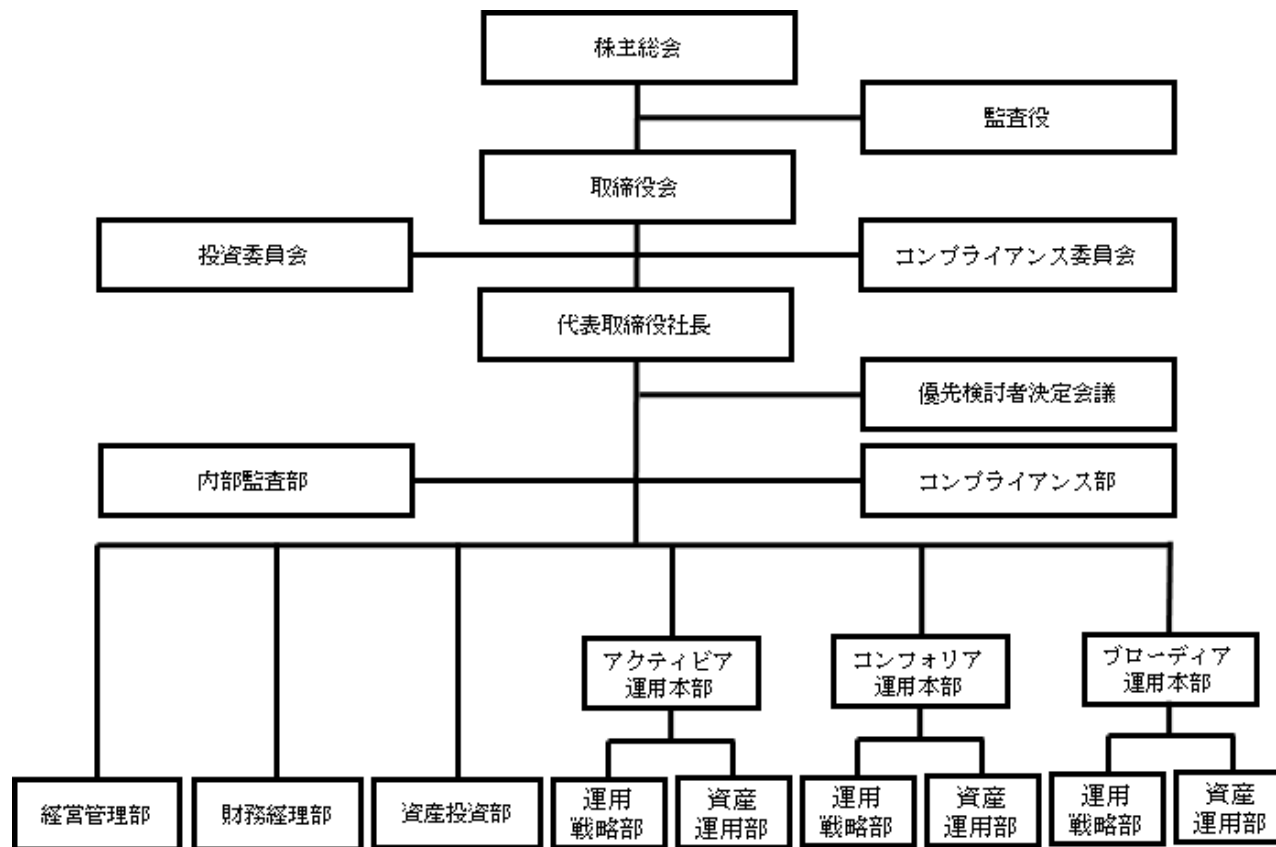 株主総会
監査役
取締役会
投資委員会
コンプライアンス委員会
代表取締役社長
優先検討者決定会議
内部監査部
コンプライアンス部
アクティビア
運用本部
コンフォリア
運用本部
ブローディア
運用本部
経営管理部
財務経理部
資産投資部
運用
戦略部
資産
運用部
運用
戦略部
資産
運用部
運用
戦略部
資産
運用部